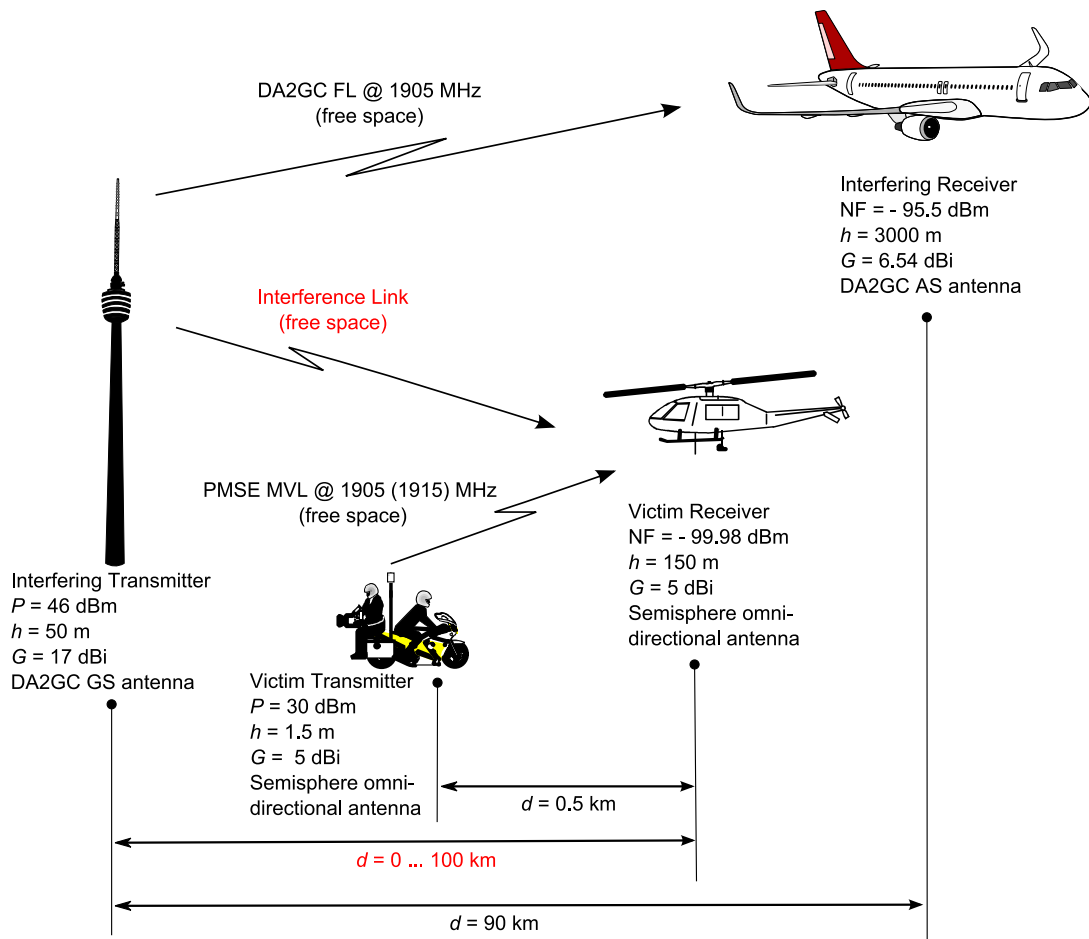 DA2GC FL @ 1905 MHz
(free space)
Interfering Receiver
NF = - 95.5 dBm
h = 3000 m
G = 6.54 dBi
DA2GC AS antenna
Interference Link
(free space)
PMSE MVL @ 1905 (1915) MHz
(free space)
Victim Receiver
NF = - 99.98 dBm
h = 150 m
G = 5 dBi
Semisphere omni-
directional antenna
Interfering Transmitter
P = 46 dBm
h = 50 m
G = 17 dBi
DA2GC GS antenna
Victim Transmitter
P = 30 dBm
h = 1.5 m
G =  5 dBi
Semisphere omni-
directional antenna
d = 0.5 km
d = 0 ... 100 km
d = 90 km